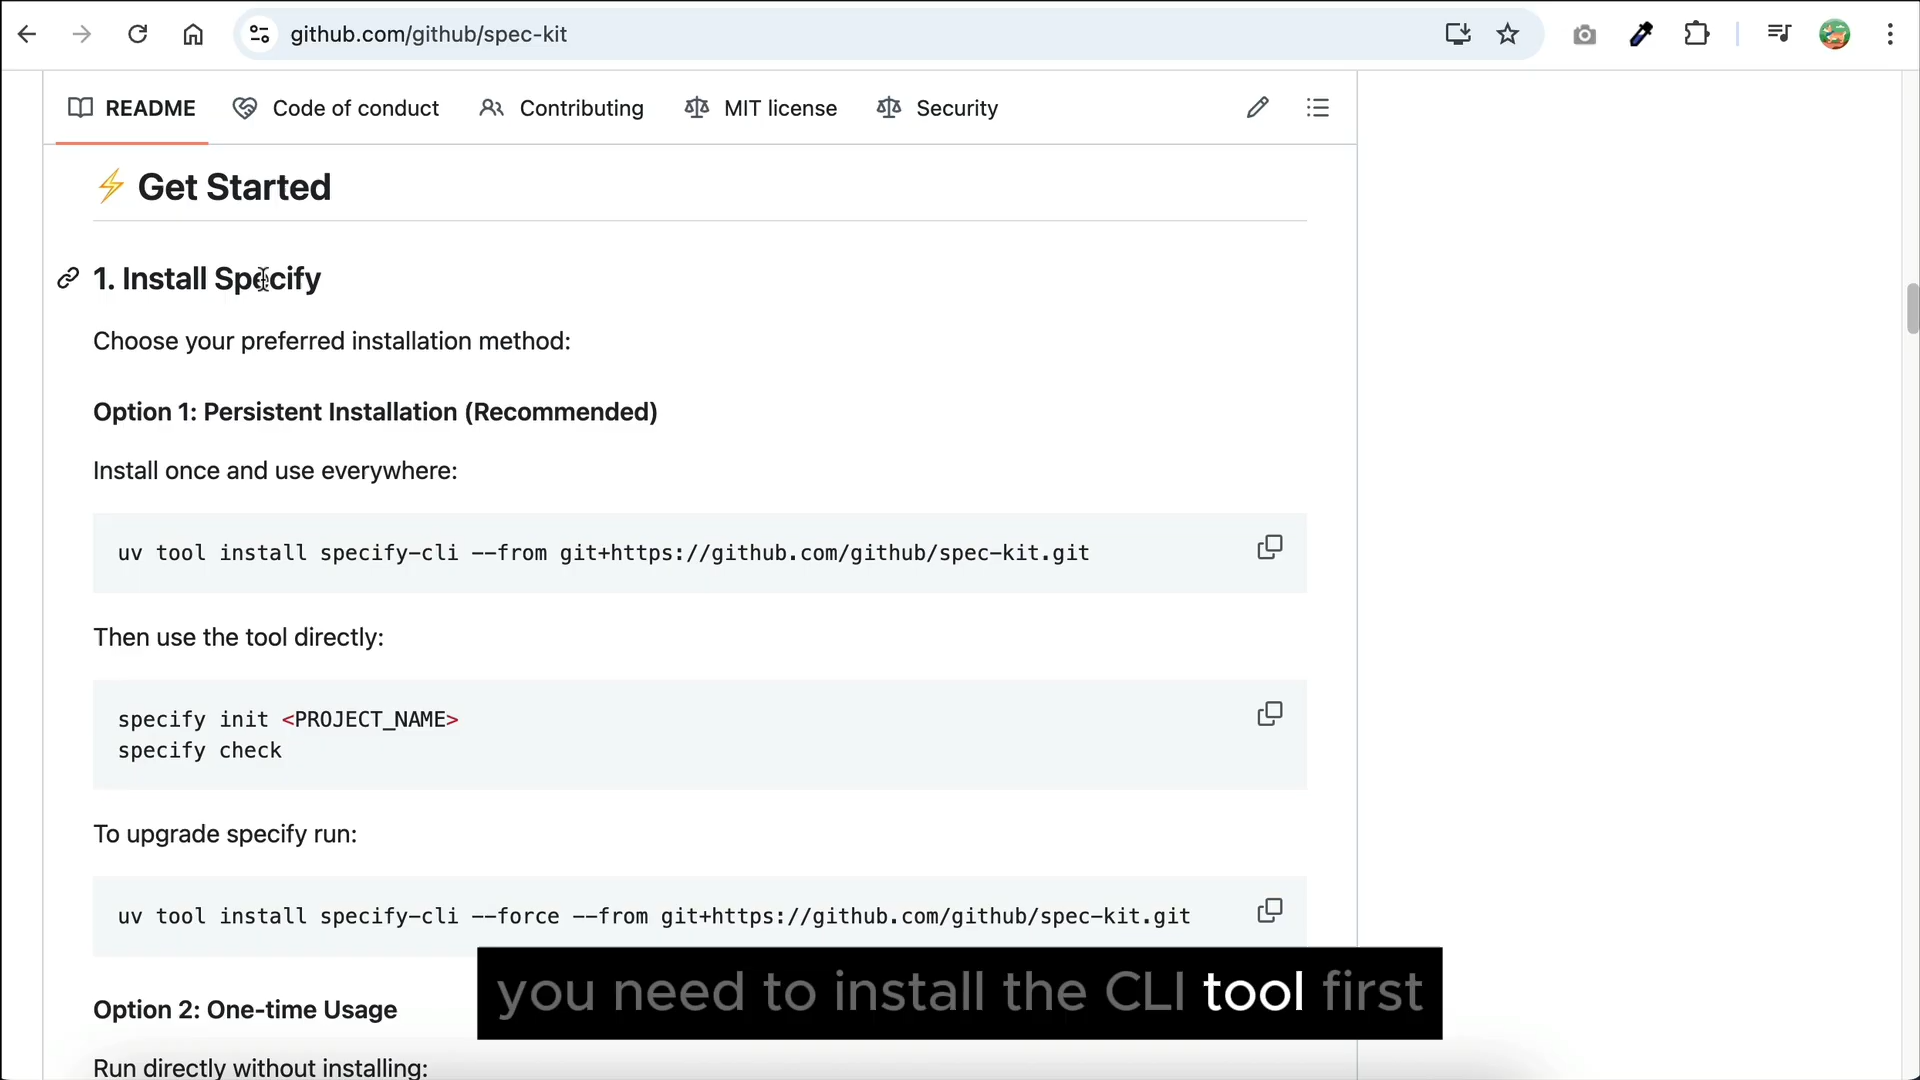 github.com/github/spec-kit
README Code of conduct Contributing MIT license Security
⚡ Get Started
1. Install Specify
Choose your preferred installation method:
Option 1: Persistent Installation (Recommended)
Install once and use everywhere:
uv tool install specify-cli --from git+https://github.com/github/spec-kit.git
Then use the tool directly:
specify init <PROJECT_NAME>
specify check
To upgrade specify run:
uv tool install specify-cli --force --from git+https://github.com/github/spec-kit.git
you need to install the CLI tool first
Option 2: One-time Usage
Run directly without installing: